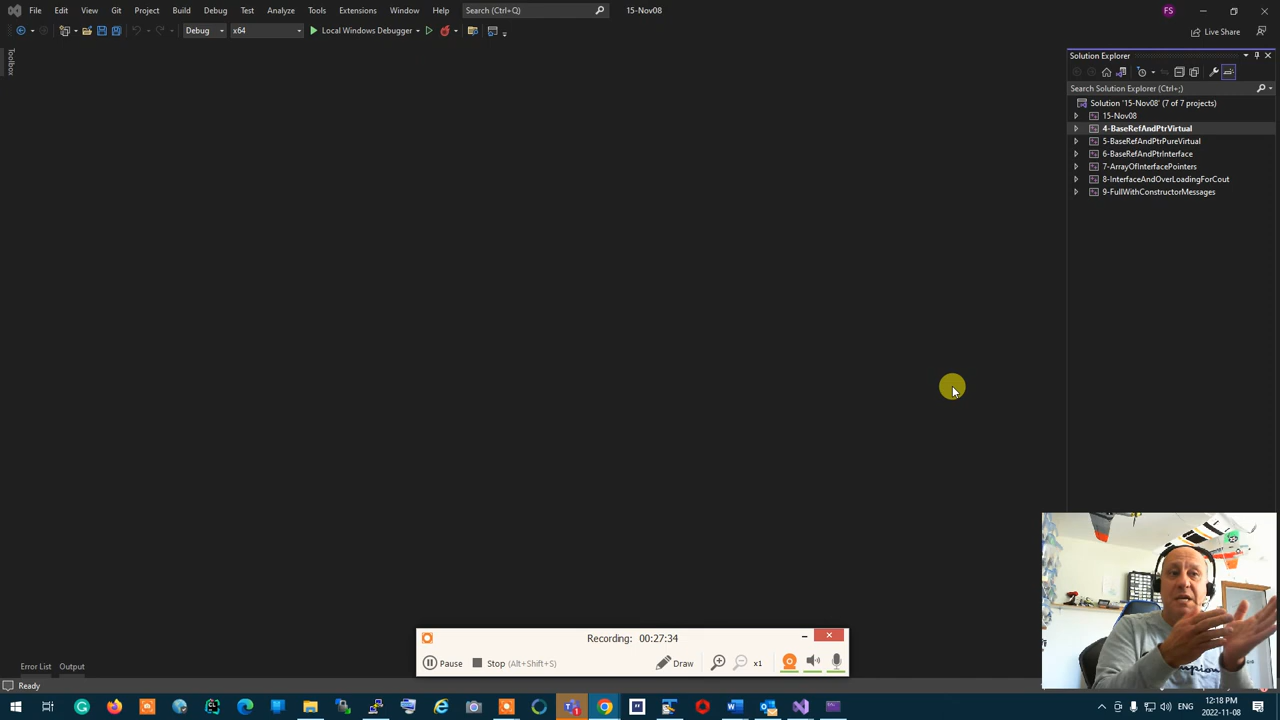 File Edit View Git Project Build Debug Test Analyze Tools Extensions Window Help Search (Ctrl+Q) 15-Nov08 FS
Debug x64 Local Windows Debugger Live Share
Toolbox
Solution Explorer
Search Solution Explorer (Ctrl+;)
Solution '15-Nov08' (7 of 7 projects)
15-Nov08
4-BaseRefAndPtrVirtual
5-BaseRefAndPtrPureVirtual
6-BaseRefAndPtrInterface
7-ArrayOfInterfacePointers
8-InterfaceAndOverLoadingForCout
9-FullWithConstructorMessages
Recording: 00:27:34
Pause Stop (Alt+Shift+S) Draw x1
Champion
Error List Output
Ready
ENG 12:18 PM
2022-11-08